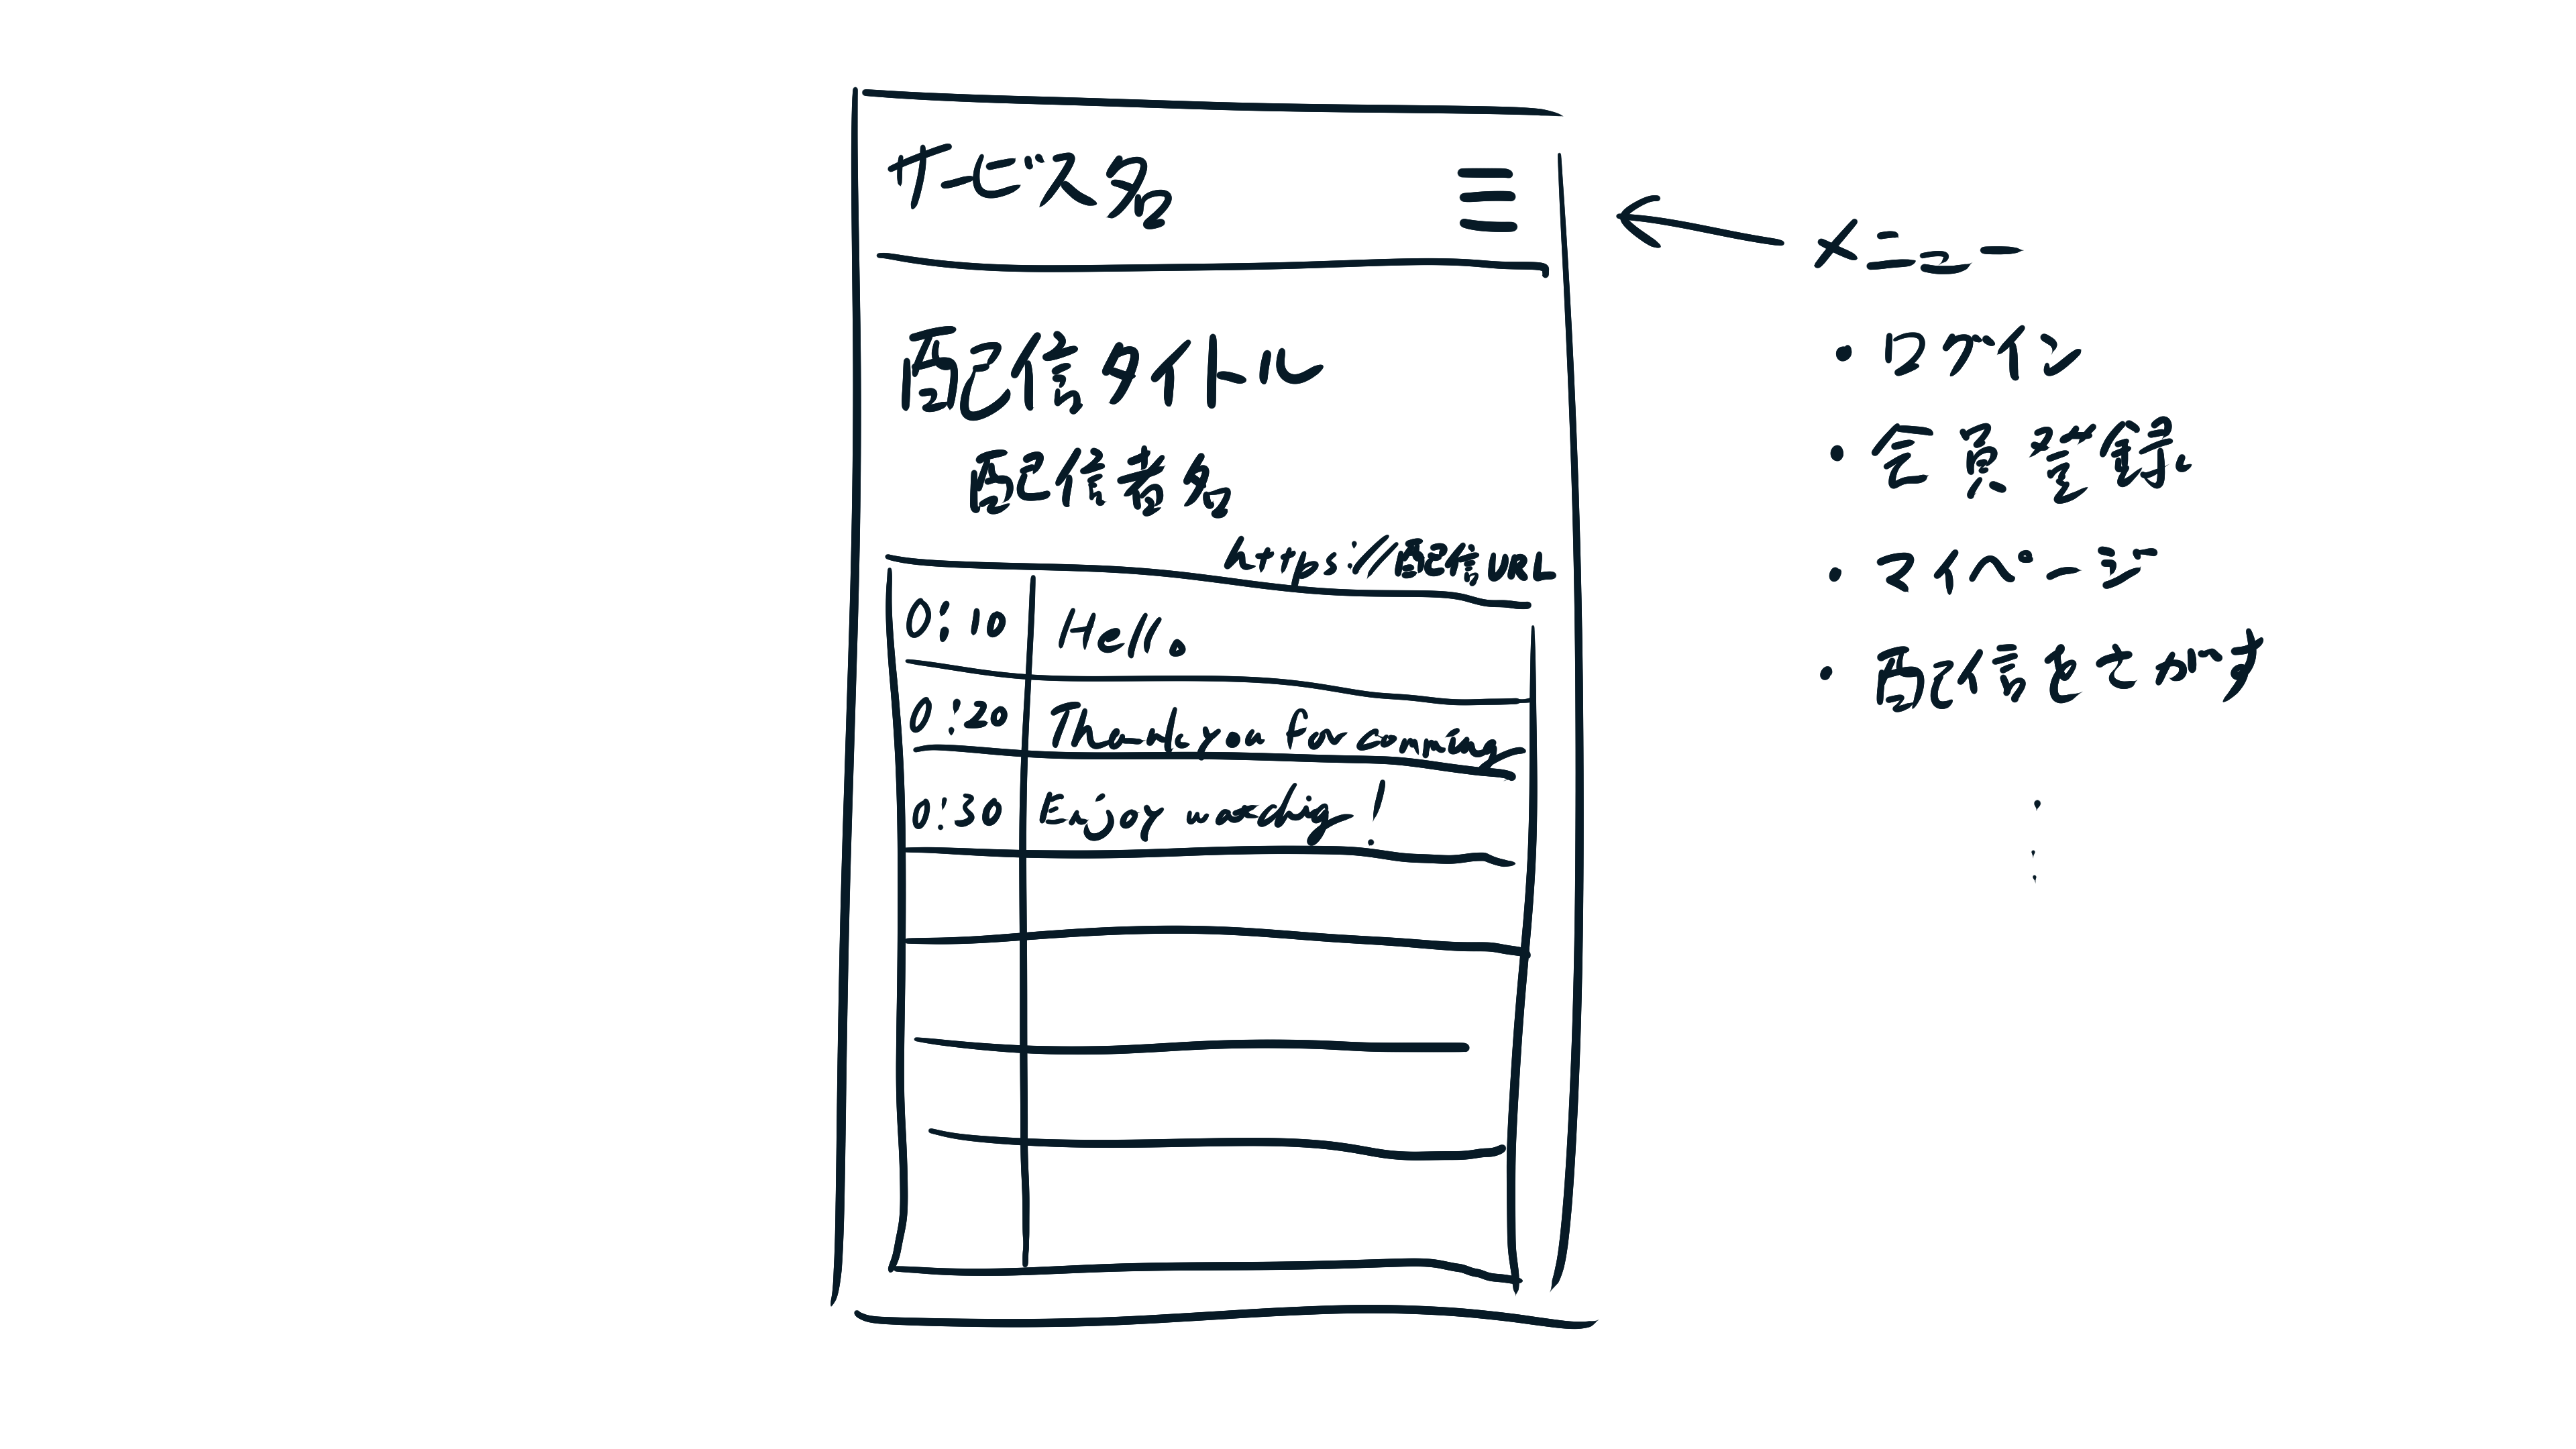 サービス名
配信タイトル
配信者名
https://配信URL
0:10 Hello
0:20 Thank you for comming
0:30 Enjoy watchig!
メニュー
・ログイン
・会員登録
・マイページ
・配信をさがす